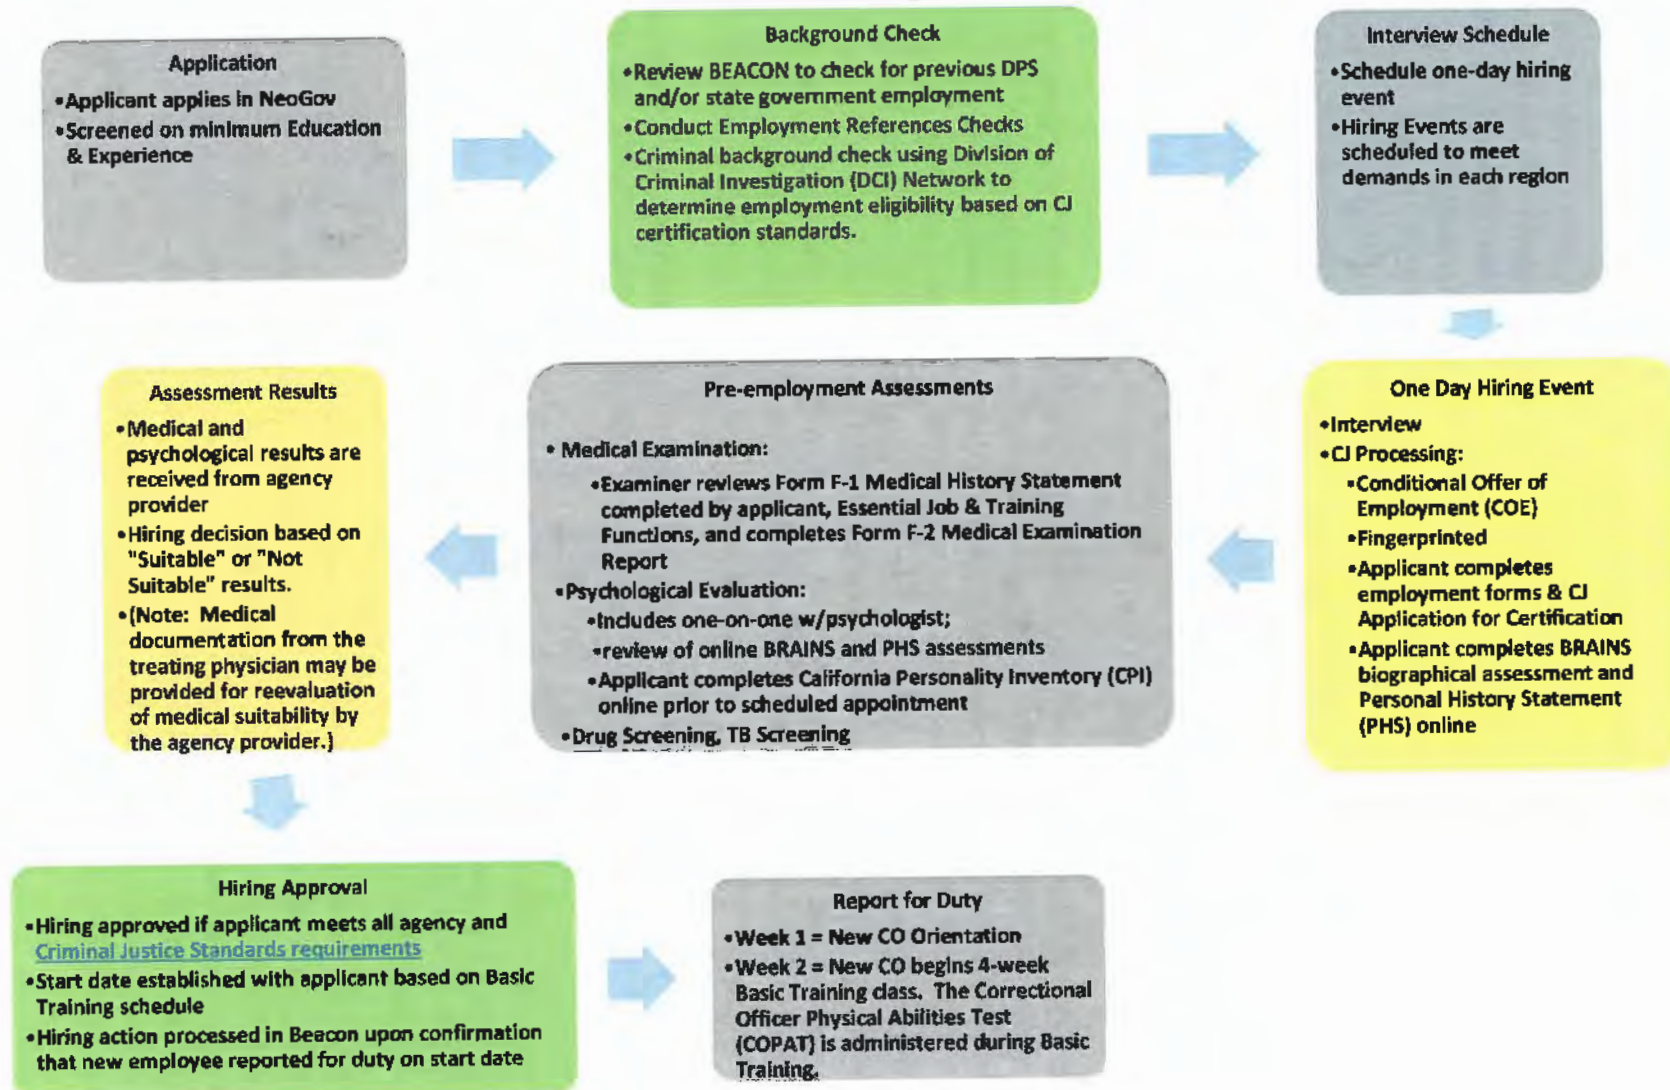 Application
•Applicant applies in NeoGov
•Screened on minimum Education
& Experience
Background Check
•Review BEACON to check for previous DPS
and/or state government employment
•Conduct Employment References Checks
•Criminal background check using Division of
Criminal Investigation (DCI) Network to
determine employment eligibility based on CJ
certification standards.
Interview Schedule
•Schedule one-day hiring
event
•Hiring Events are
scheduled to meet
demands in each region
One Day Hiring Event
•Interview
•CJ Processing:
•Conditional Offer of
Employment (COE)
•Fingerprinted
•Applicant completes
employment forms & CJ
Application for Certification
•Applicant completes BRAINS
biographical assessment and
Personal History Statement
(PHS) online
Pre-employment Assessments
• Medical Examination:
•Examiner reviews Form F-1 Medical History Statement
completed by applicant, Essential Job & Training
Functions, and completes Form F-2 Medical Examination
Report
•Psychological Evaluation:
•Includes one-on-one w/psychologist;
•review of online BRAINS and PHS assessments
•Applicant completes California Personality Inventory (CPI)
online prior to scheduled appointment
•Drug Screening, TB Screening
Assessment Results
•Medical and
psychological results are
received from agency
provider
•Hiring decision based on
"Suitable" or "Not
Suitable" results.
•(Note: Medical
documentation from the
treating physician may be
provided for reevaluation
of medical suitability by
the agency provider.)
Hiring Approval
•Hiring approved if applicant meets all agency and
Criminal Justice Standards requirements
•Start date established with applicant based on Basic
Training schedule
•Hiring action processed in Beacon upon confirmation
that new employee reported for duty on start date
Report for Duty
•Week 1 = New CO Orientation
•Week 2 = New CO begins 4-week
Basic Training class. The Correctional
Officer Physical Abilities Test
(COPAT) is administered during Basic
Training.